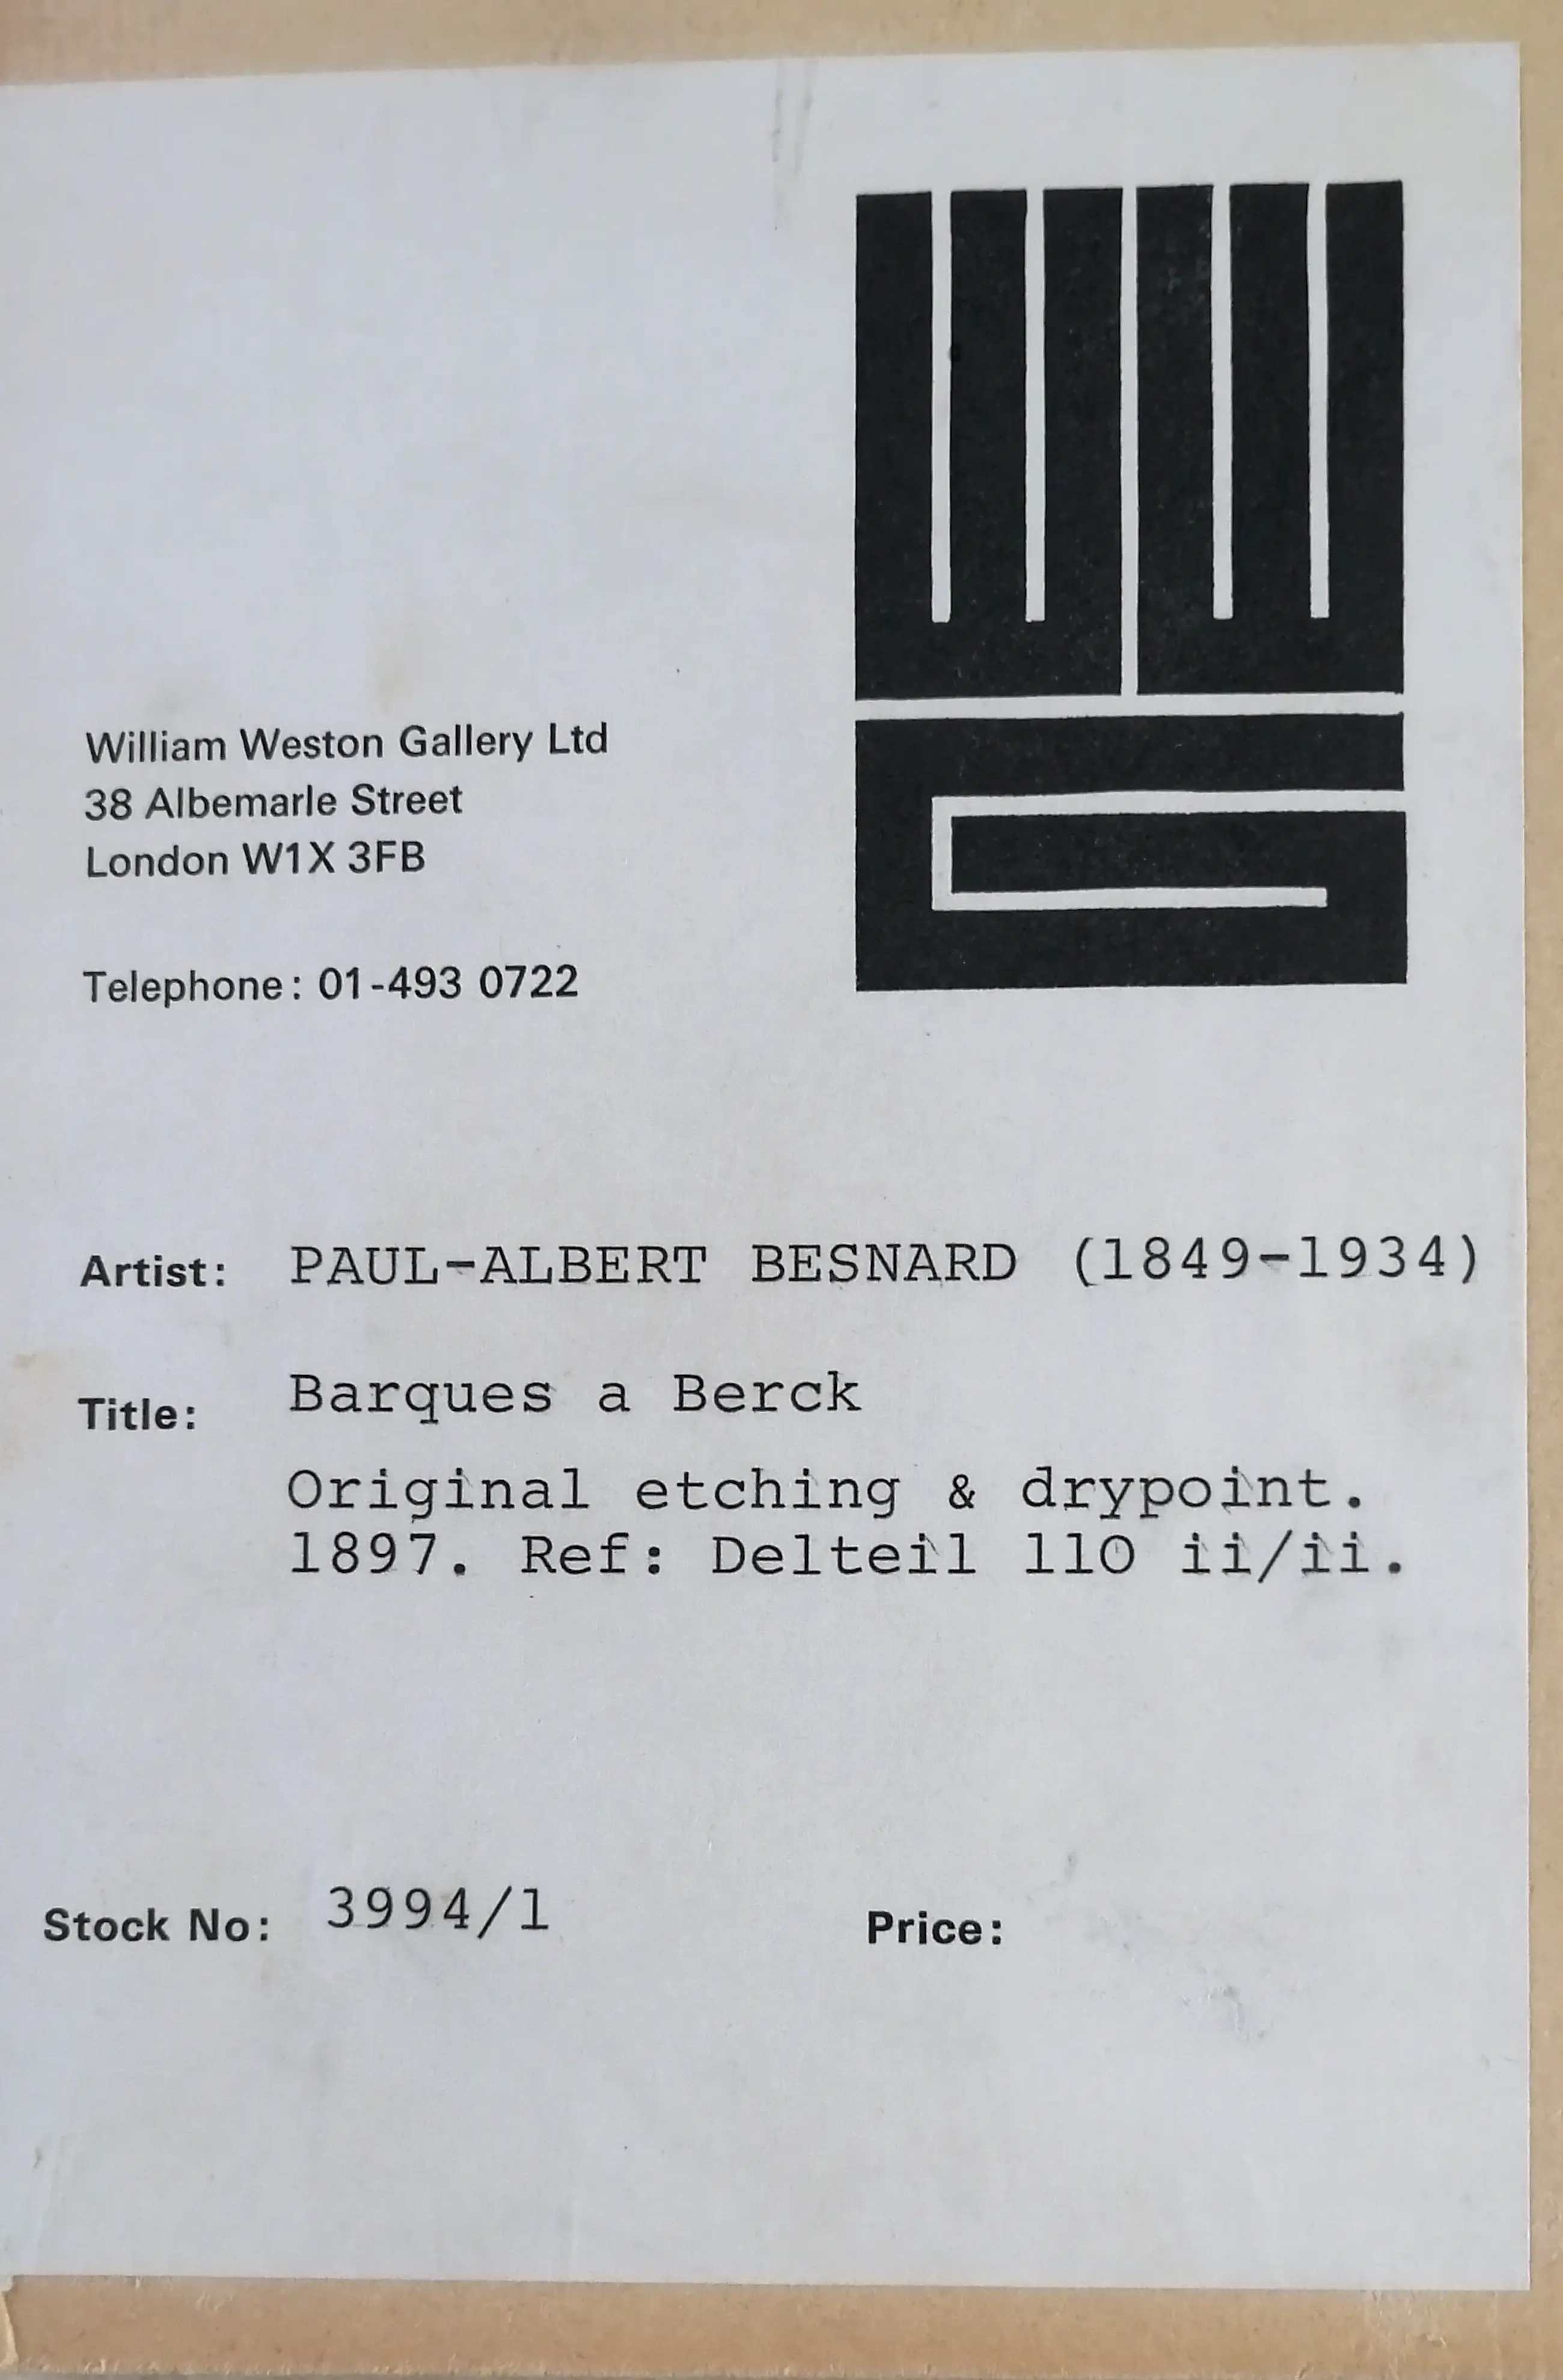 William Weston Gallery Ltd
38 Albemarle Street
London W1X 3FB
Telephone: 01-493 0722
Artist: PAUL-ALBERT BESNARD (1849-1934)
Title: Barques a Berck
Original etching & drypoint.
1897. Ref: Delteil 110 ii/ii.
Stock No: 3994/1 Price: